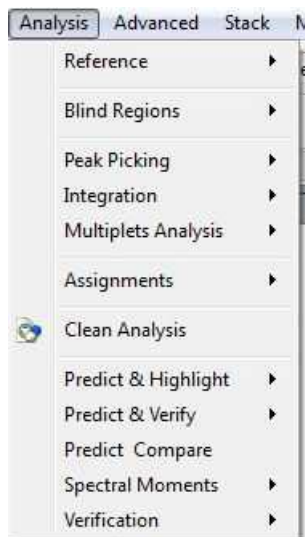 Analysis Advanced Stack
Reference
Blind Regions
Peak Picking
Integration
Multiplets Analysis
Assignments
Clean Analysis
Predict & Highlight
Predict & Verify
Predict Compare
Spectral Moments
Verification